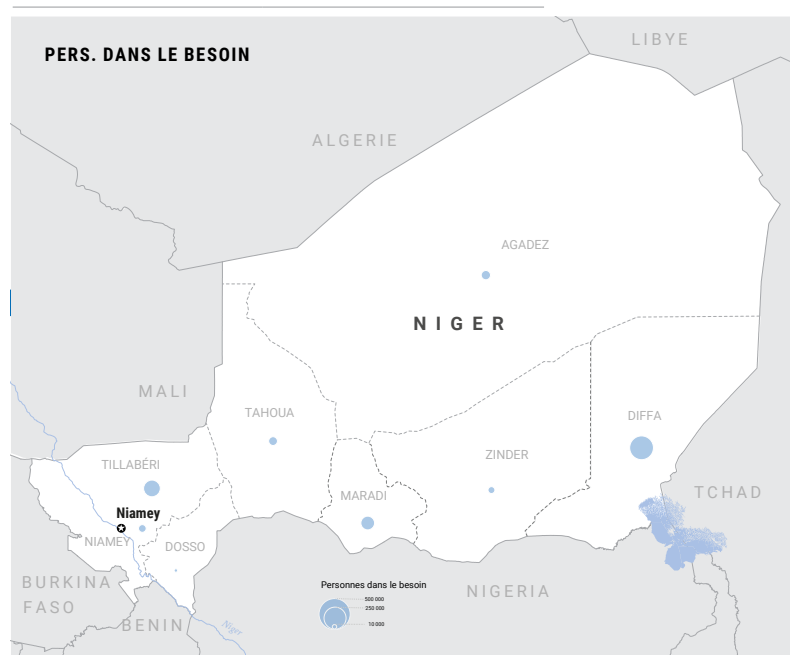 PERS. DANS LE BESOIN
LIBYE
ALGERIE
AGADEZ
NIGER
MALI
TAHOUA
DIFFA
TILLABÉRI
ZINDER
MARADI
TCHAD
Niamey
NIAMEY
DOSSO
BURKINA
FASO
BENIN
Niger
Personnes dans le besoin
500 000
250 000
10 000
NIGERIA